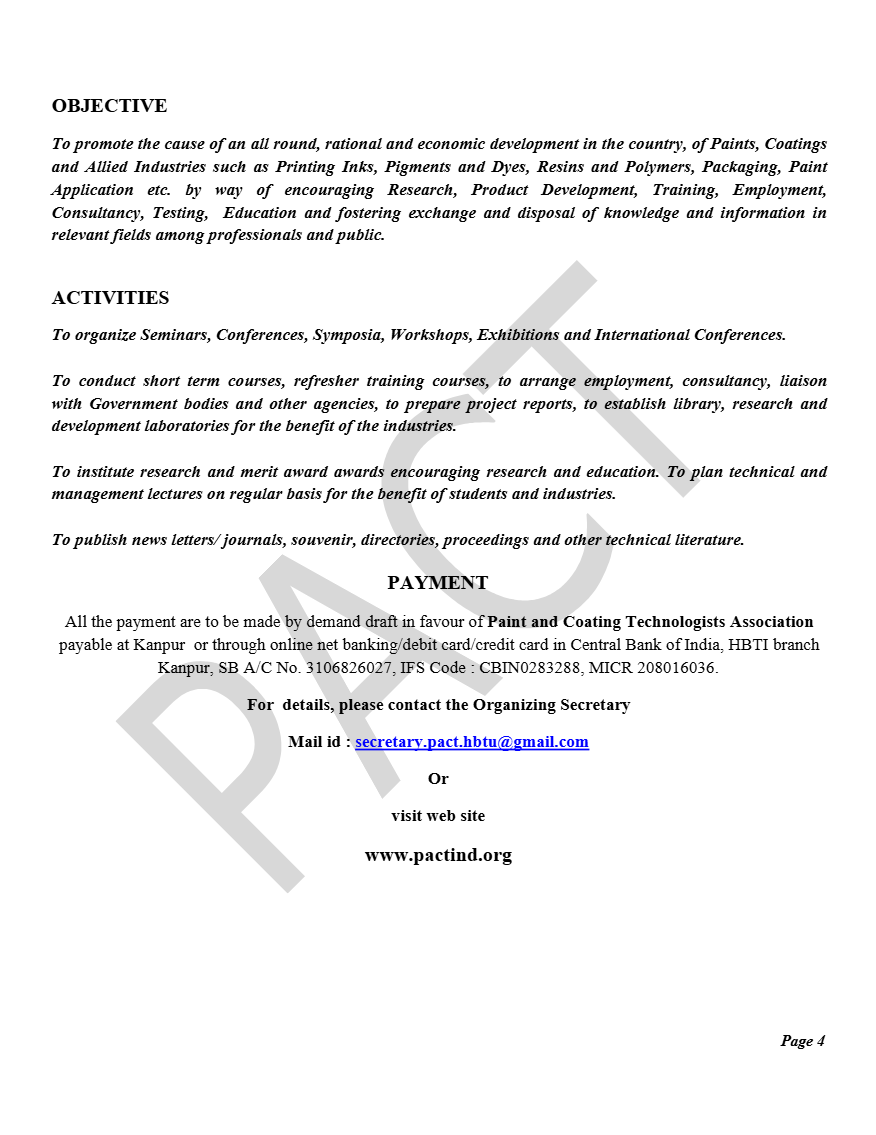 OBJECTIVE
To promote the cause of an all round, rational and economic development in the country, of Paints, Coatings
and Allied Industries such as Printing Inks, Pigments and Dyes, Resins and Polymers, Packaging, Paint
Application etc. by way of encouraging Research, Product Development, Training, Employment,
Consultancy, Testing,  Education and fostering exchange and disposal of knowledge and information in
relevant fields among professionals and public.
ACTIVITIES
To organize Seminars, Conferences, Symposia, Workshops, Exhibitions and International Conferences.
To conduct short term courses, refresher training courses, to arrange employment, consultancy, liaison
with Government bodies and other agencies, to prepare project reports, to establish library, research and
development laboratories for the benefit of the industries.
To institute research and merit award awards encouraging research and education. To plan technical and
management lectures on regular basis for the benefit of students and industries.
To publish news letters/ journals, souvenir, directories, proceedings and other technical literature.
PAYMENT
All the payment are to be made by demand draft in favour of Paint and Coating Technologists Association
payable at Kanpur  or through online net banking/debit card/credit card in Central Bank of India, HBTI branch
Kanpur, SB A/C No. 3106826027, IFS Code : CBIN0283288, MICR 208016036.
For  details, please contact the Organizing Secretary
Mail id : secretary.pact.hbtu@gmail.com
Or
visit web site
www.pactind.org
Page 4
PACT